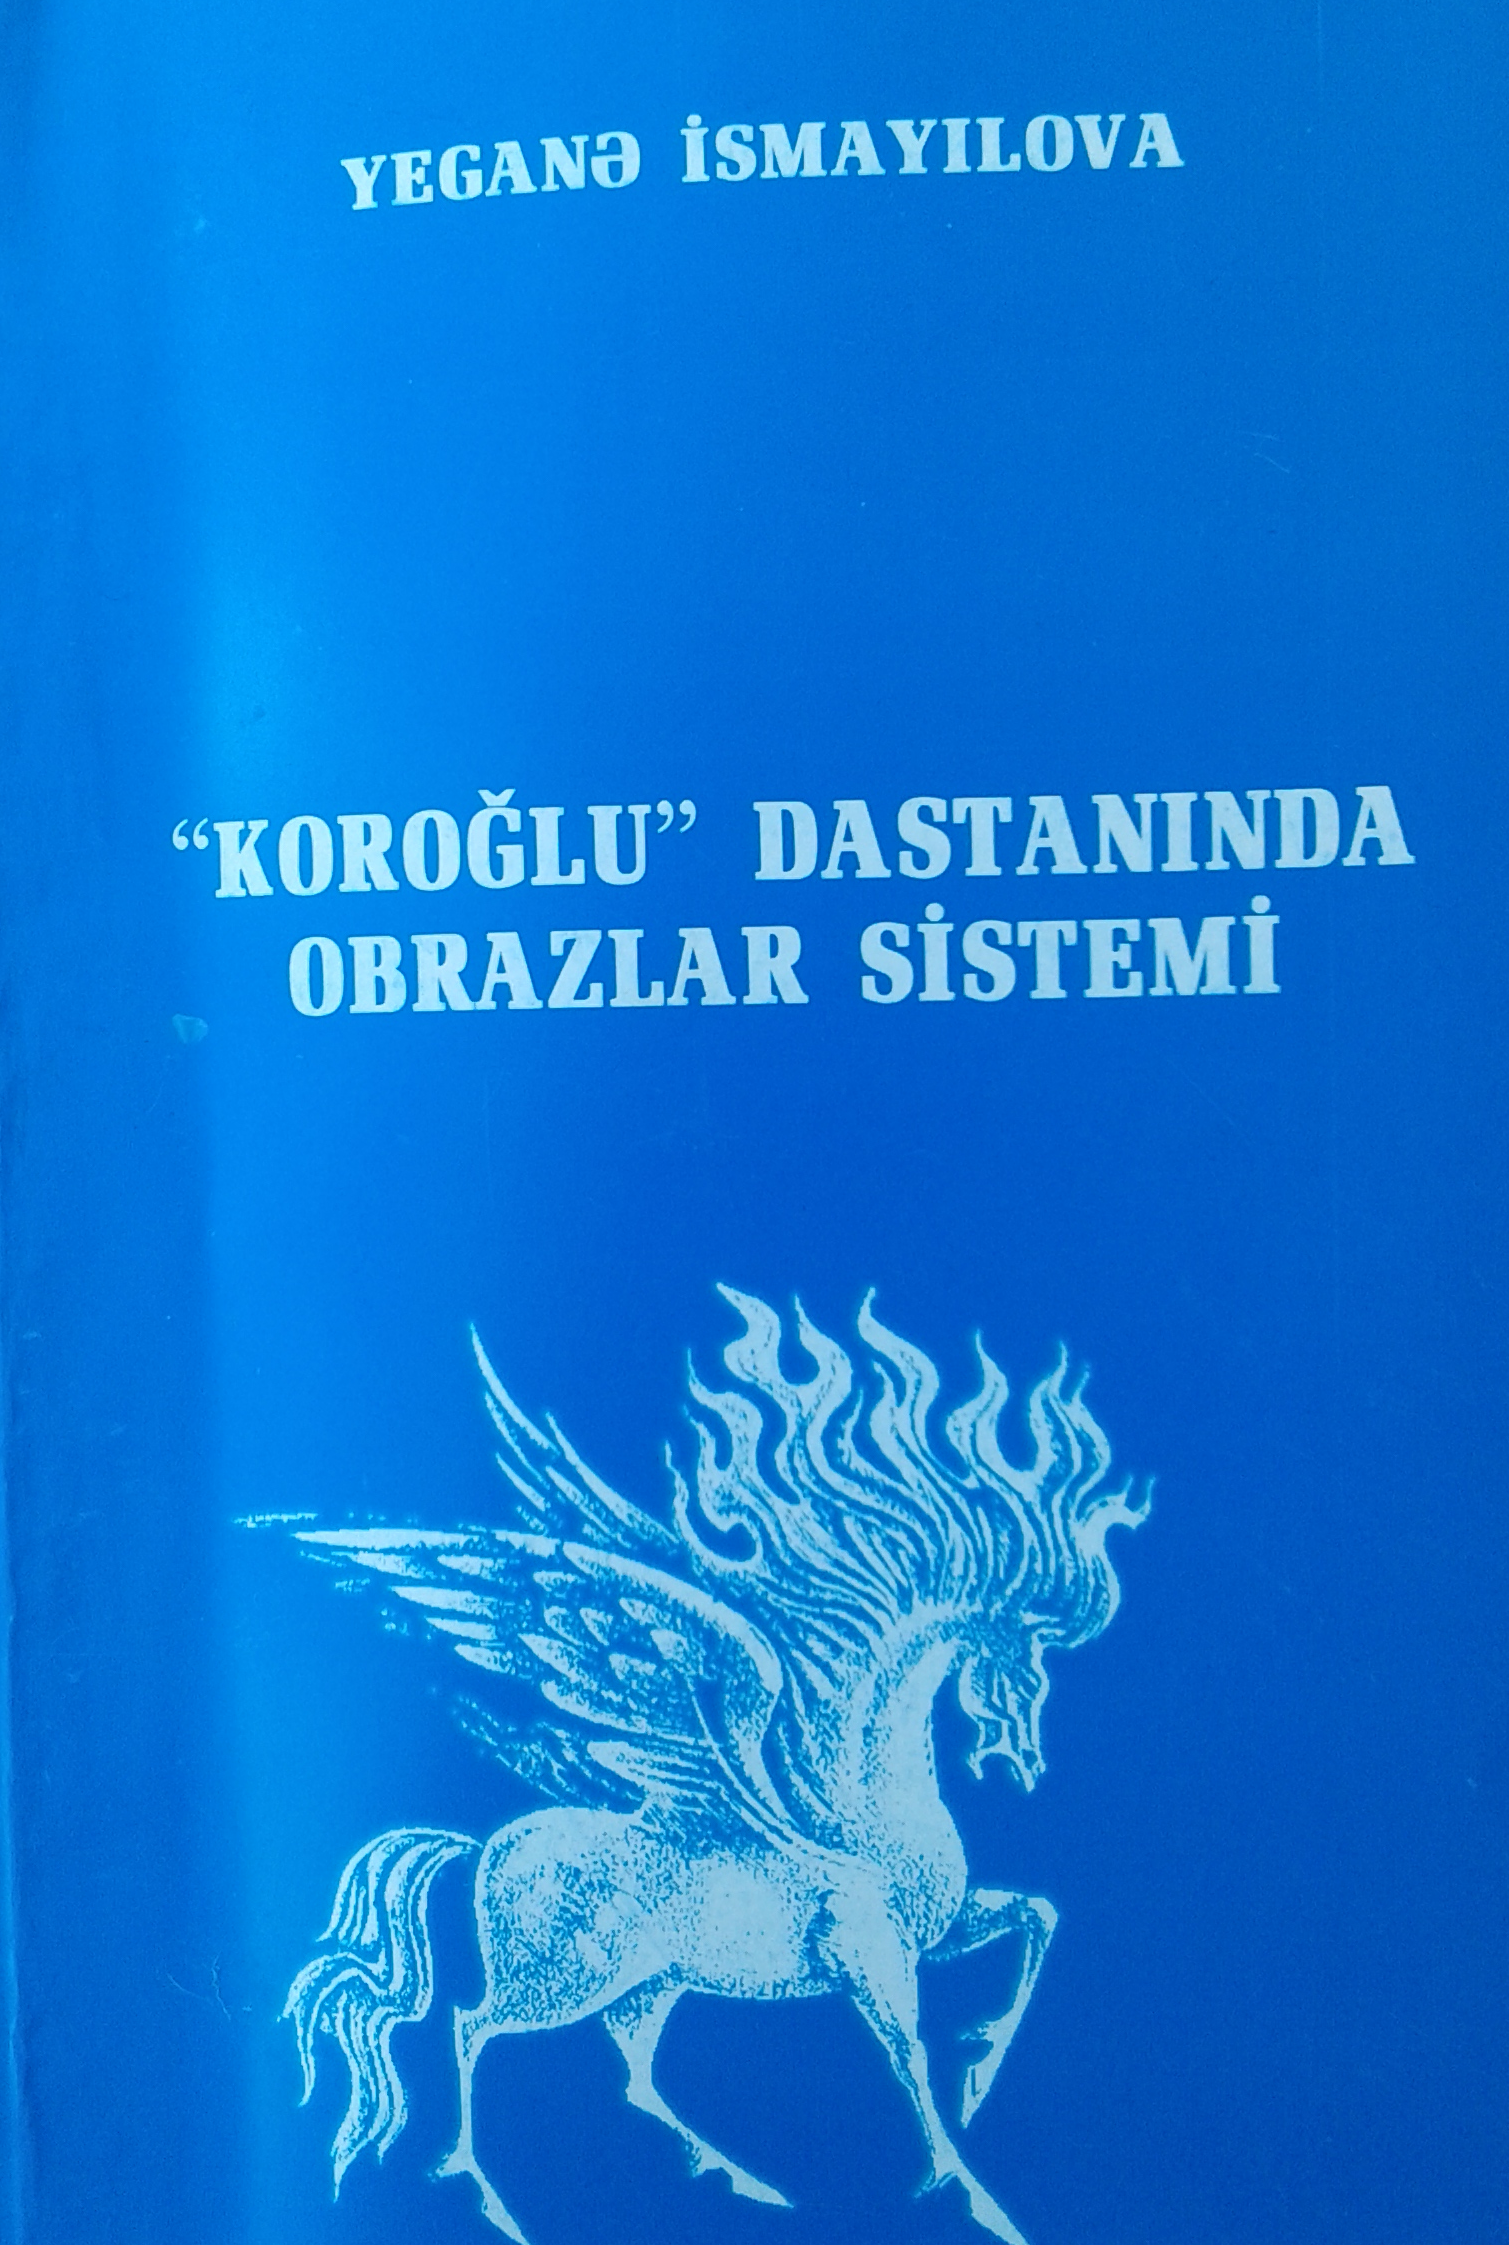 YEGANƏ İSMAYILOVA
“KOROĞLU” DASTANINDA
OBRAZLAR SİSTEMİ